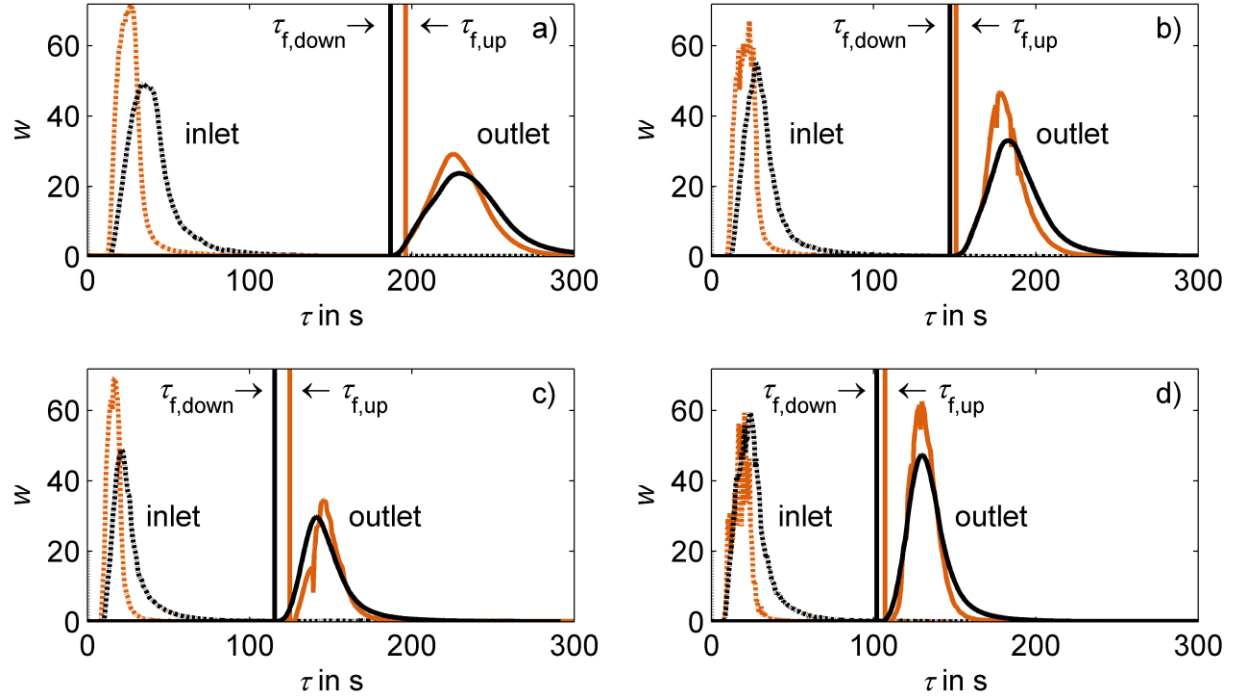 τf,down → ← τf,up a)
w
60
40
20
0
inlet
outlet
0 100 200 300
τ in s
τf,down → ← τf,up b)
w
60
40
20
0
inlet
outlet
0 100 200 300
τ in s
τf,down → ← τf,up c)
w
60
40
20
0
inlet
outlet
0 100 200 300
τ in s
τf,down → ← τf,up d)
w
60
40
20
0
inlet
outlet
0 100 200 300
τ in s